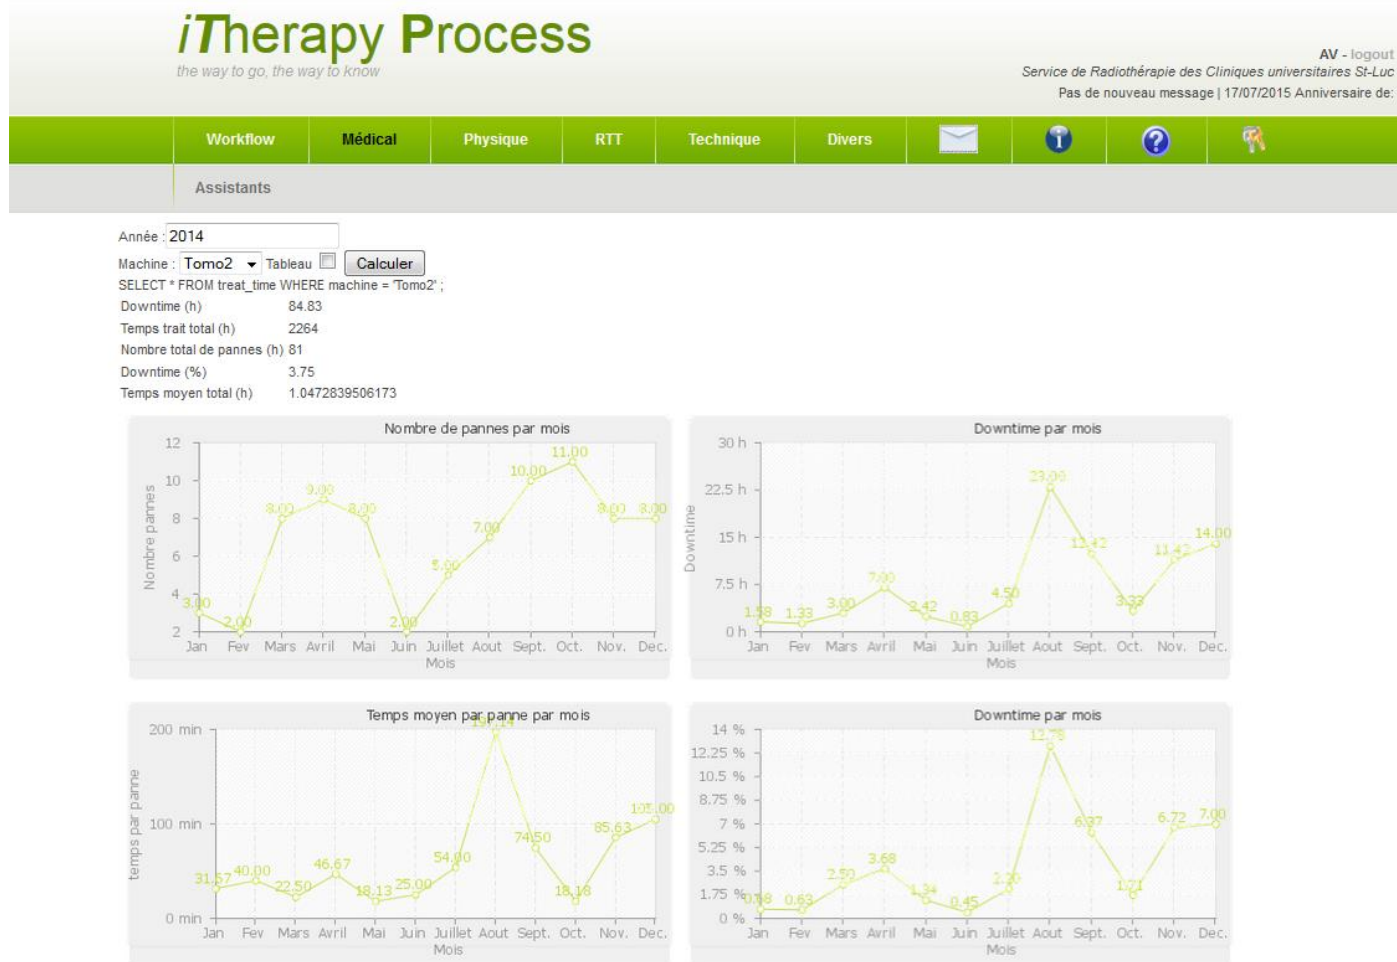 iTherapy Process
the way to go, the way to know
AV - logout
Service de Radiothérapie des Cliniques universitaires St-Luc
Pas de nouveau message | 17/07/2015 Anniversaire de:
Workflow Médical Physique RTT Technique Divers
Assistants
Année : 2014
Machine : Tomo2 Tableau Calculer
SELECT * FROM treat_time WHERE machine = 'Tomo2' ;
Downtime (h) 84.83
Temps trait total (h) 2264
Nombre total de pannes (h) 81
Downtime (%) 3.75
Temps moyen total (h) 1.0472839506173
Nombre de pannes par mois
Nombre pannes
12
10
8
6
4
2
3.00 2.00 8.00 9.00 8.00 2.00 5.00 7.00 10.00 11.00 8.00 8.00
Jan Fev Mars Avril Mai Juin Juillet Aout Sept. Oct. Nov. Dec.
Mois
Downtime par mois
Downtime
30 h
22.5 h
15 h
7.5 h
0 h
1.58 1.33 3.00 7.00 2.42 0.83 4.50 23.00 12.42 3.33 11.42 14.00
Jan Fev Mars Avril Mai Juin Juillet Aout Sept. Oct. Nov. Dec.
Mois
Temps moyen par panne par mois
temps par panne
200 min
100 min
0 min
31.67 40.00 22.50 46.67 18.13 25.00 54.00 197.14 74.50 18.18 85.63 105.00
Jan Fev Mars Avril Mai Juin Juillet Aout Sept. Oct. Nov. Dec.
Mois
Downtime par mois
14 %
12.25 %
10.5 %
8.75 %
7 %
5.25 %
3.5 %
1.75 %
0 %
0.63 2.50 3.68 1.34 0.45 2.20 12.78 6.37 1.71 6.72 7.00
Jan Fev Mars Avril Mai Juin Juillet Aout Sept. Oct. Nov. Dec.
Mois